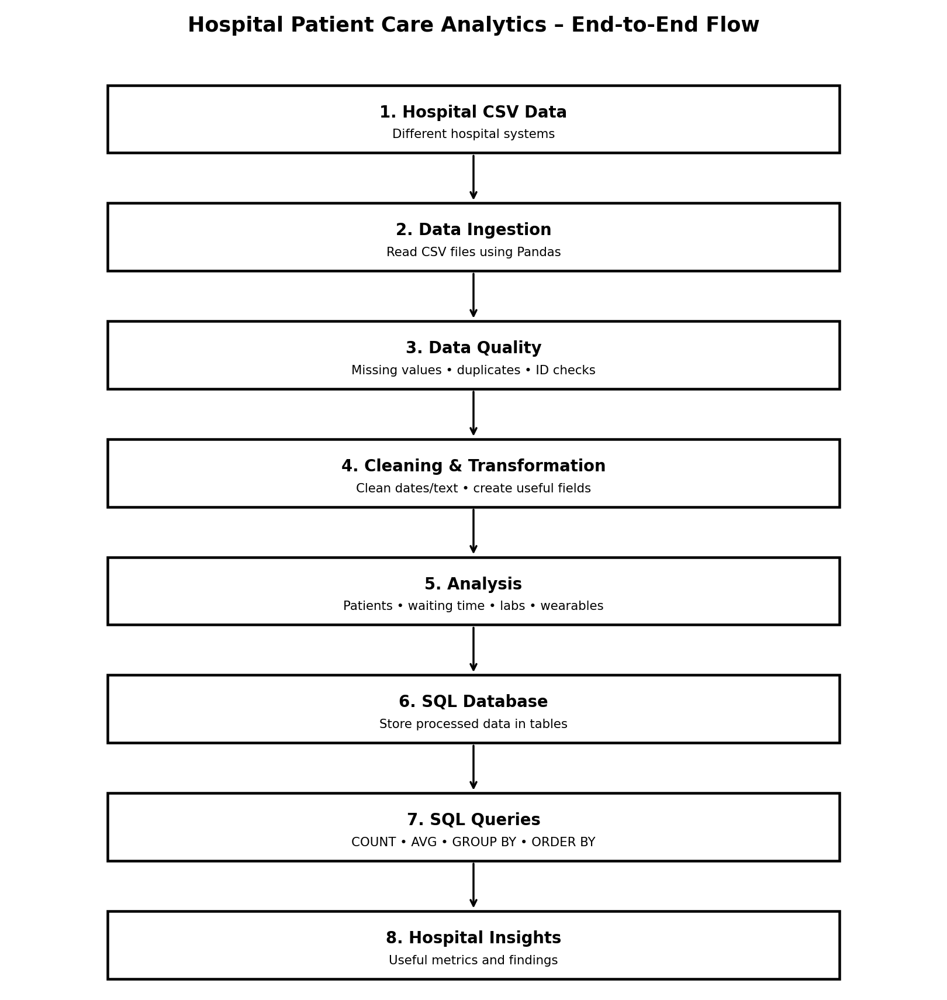 Hospital Patient Care Analytics – End-to-End Flow
1. Hospital CSV Data
Different hospital systems
2. Data Ingestion
Read CSV files using Pandas
3. Data Quality
Missing values • duplicates • ID checks
4. Cleaning & Transformation
Clean dates/text • create useful fields
5. Analysis
Patients • waiting time • labs • wearables
6. SQL Database
Store processed data in tables
7. SQL Queries
COUNT • AVG • GROUP BY • ORDER BY
8. Hospital Insights
Useful metrics and findings